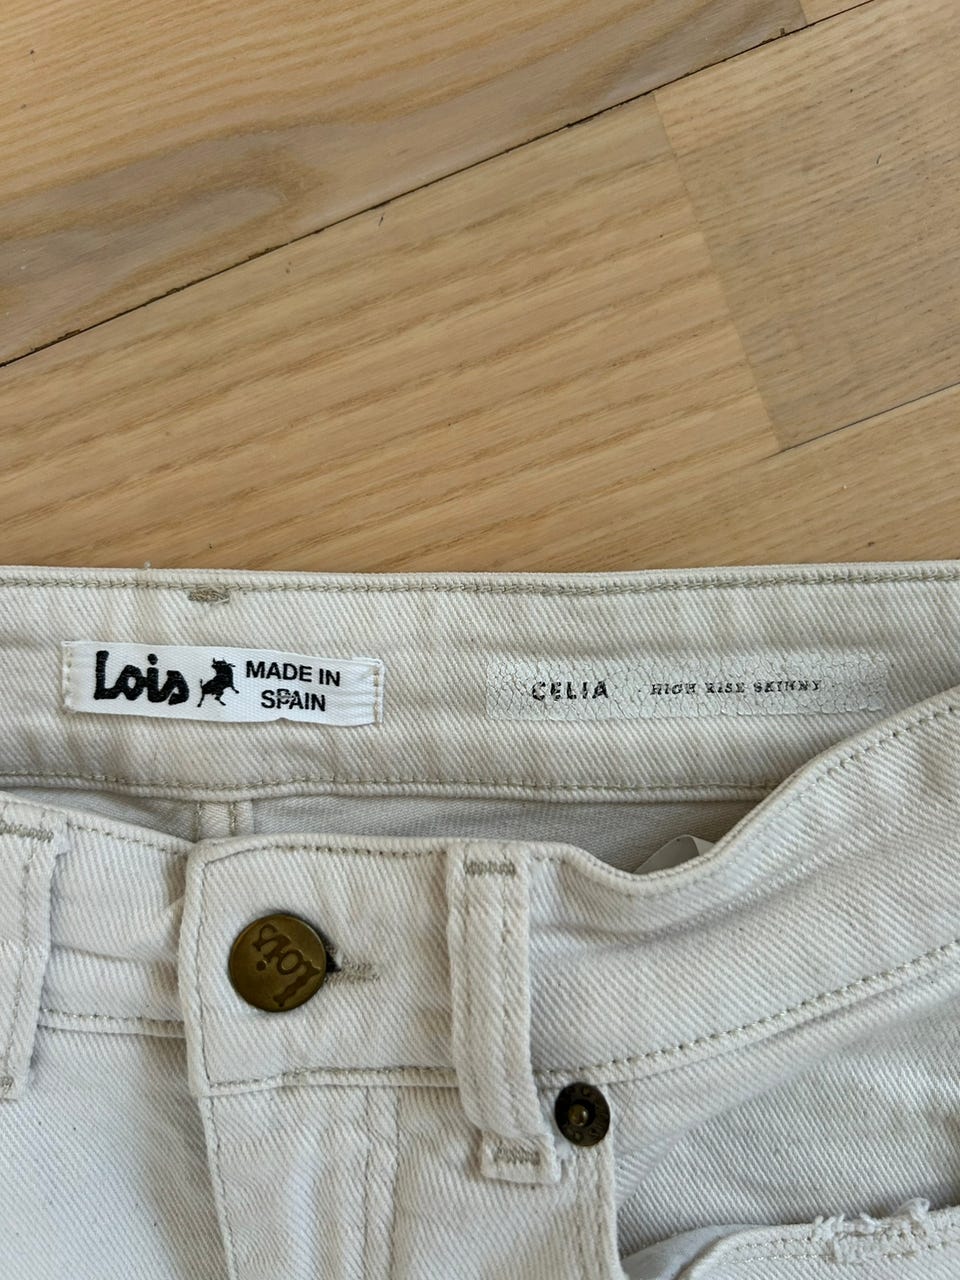 Lois MADE IN
SPAIN
CELIA HIGH RISE SKINNY
Lois